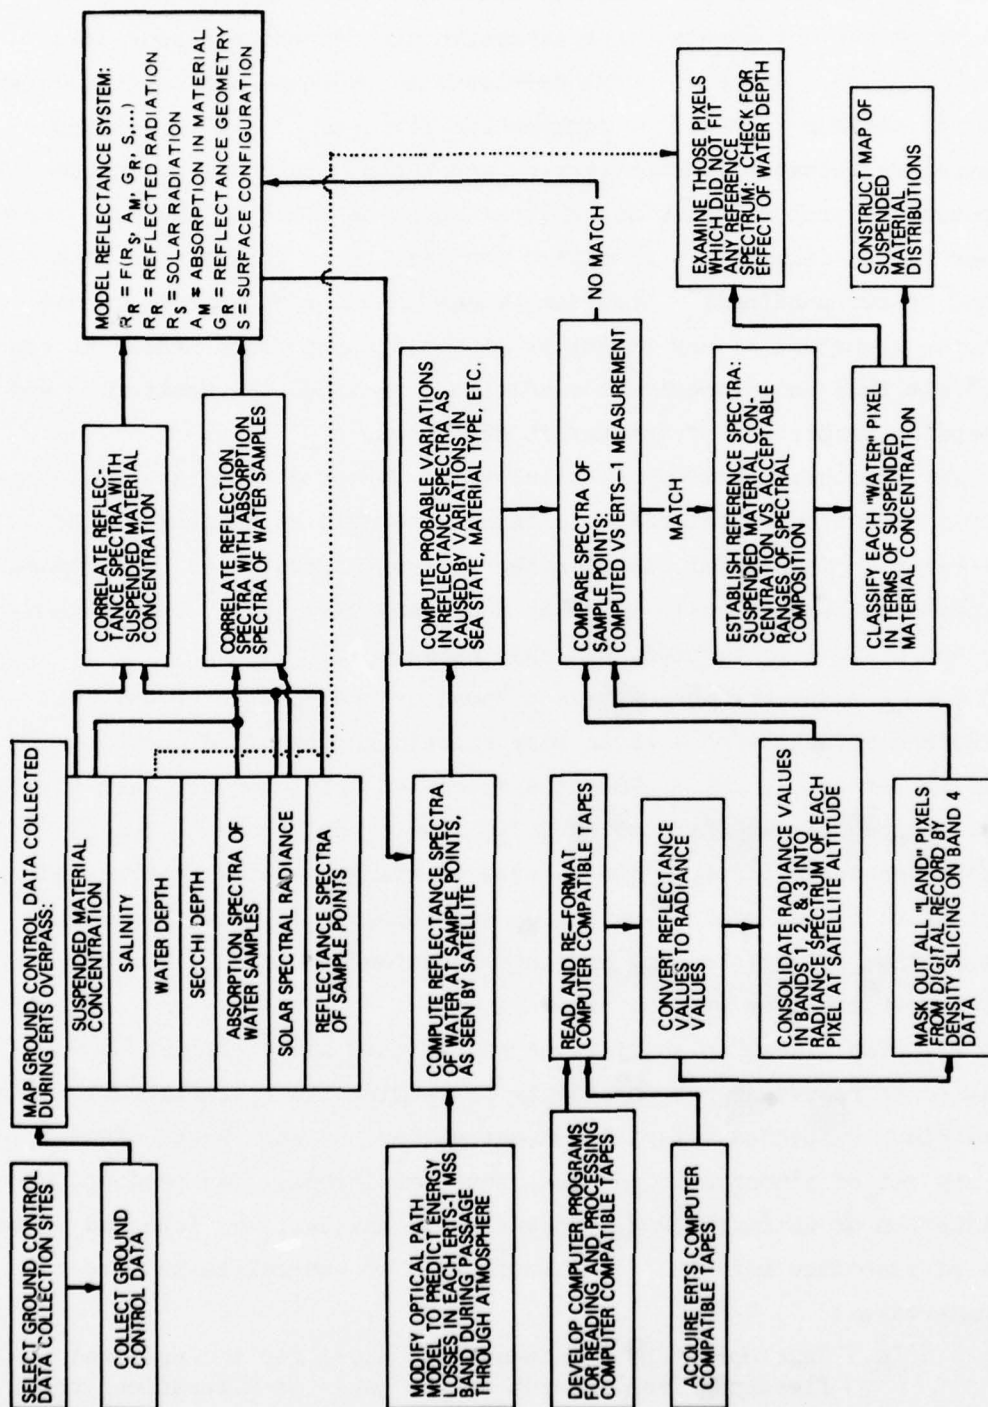 SELECT GROUND CONTROL
DATA COLLECTION SITES
COLLECT GROUND
CONTROL DATA
MAP GROUND CONTROL DATA COLLECTED
DURING ERTS OVERPASS:
SUSPENDED MATERIAL
CONCENTRATION
SALINITY
WATER DEPTH
SECCHI DEPTH
ABSORPTION SPECTRA OF
WATER SAMPLES
SOLAR SPECTRAL RADIANCE
REFLECTANCE SPECTRA
OF SAMPLE POINTS
CORRELATE REFLEC-
TANCE SPECTRA WITH
SUSPENDED MATERIAL
CONCENTRATION
CORRELATE REFLECTION
SPECTRA WITH ABSORPTION
SPECTRA OF WATER SAMPLES
MODEL REFLECTANCE SYSTEM:
R_R = F(R_S, A_M, G_R, S,...)
R_R = REFLECTED RADIATION
R_S = SOLAR RADIATION
A_M = ABSORPTION IN MATERIAL
G_R = REFLECTANCE GEOMETRY
S = SURFACE CONFIGURATION
MODIFY OPTICAL PATH
MODEL TO PREDICT ENERGY
LOSSES IN EACH ERTS-1 MSS
BAND DURING PASSAGE
THROUGH ATMOSPHERE
COMPUTE REFLECTANCE SPECTRA
OF WATER AT SAMPLE POINTS,
AS SEEN BY SATELLITE
COMPUTE PROBABLE VARIATIONS
IN REFLECTANCE SPECTRA AS
CAUSED BY VARIATIONS IN
SEA STATE, MATERIAL TYPE, ETC.
DEVELOP COMPUTER PROGRAMS
FOR READING AND PROCESSING
COMPUTER COMPATIBLE TAPES
ACQUIRE ERTS COMPUTER
COMPATIBLE TAPES
READ AND RE-FORMAT
COMPUTER COMPATIBLE TAPES
CONVERT REFLECTANCE
VALUES TO RADIANCE
VALUES
CONSOLIDATE RADIANCE VALUES
IN BANDS 1, 2, & 3 INTO
RADIANCE SPECTRUM OF EACH
PIXEL AT SATELLITE ALTITUDE
MASK OUT ALL "LAND" PIXELS
FROM DIGITAL RECORD BY
DENSITY SLICING ON BAND 4
DATA
COMPARE SPECTRA OF
SAMPLE POINTS:
COMPUTED VS ERTS-1 MEASUREMENT
NO MATCH
MATCH
ESTABLISH REFERENCE SPECTRA:
SUSPENDED MATERIAL CON-
CENTRATION VS ACCEPTABLE
RANGES OF SPECTRAL
COMPOSITION
CLASSIFY EACH "WATER" PIXEL
IN TERMS OF SUSPENDED
MATERIAL CONCENTRATION
EXAMINE THOSE PIXELS
WHICH DID NOT FIT
ANY REFERENCE
SPECTRUM: CHECK FOR
EFFECT OF WATER DEPTH
CONSTRUCT MAP OF
SUSPENDED
MATERIAL
DISTRIBUTIONS